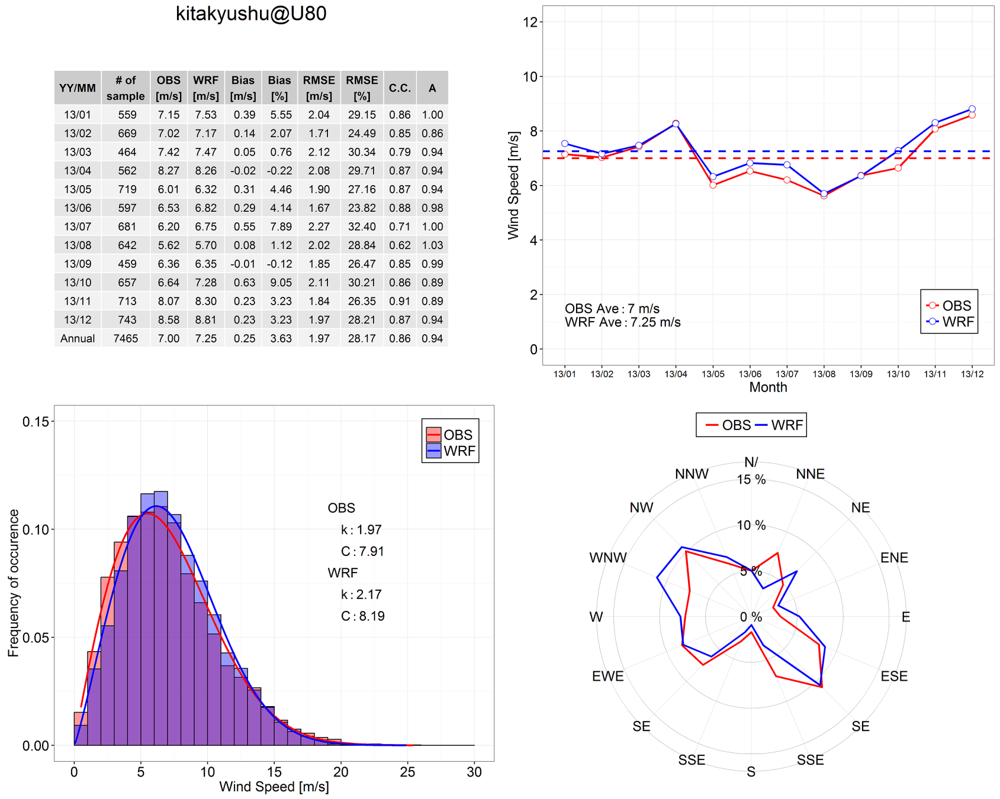 kitakyushu@U80
YY/MM # of sample OBS [m/s] WRF [m/s] Bias [m/s] Bias [%] RMSE [m/s] RMSE [%] C.C. A
13/01 559 7.15 7.53 0.39 5.55 2.04 29.15 0.86 1.00
13/02 669 7.02 7.17 0.14 2.07 1.71 24.49 0.85 0.86
13/03 464 7.42 7.47 0.05 0.76 2.12 30.34 0.79 0.94
13/04 562 8.27 8.26 -0.02 -0.22 2.08 29.71 0.87 0.94
13/05 719 6.01 6.32 0.31 4.46 1.90 27.16 0.87 0.94
13/06 597 6.53 6.82 0.29 4.14 1.67 23.82 0.88 0.98
13/07 681 6.20 6.75 0.55 7.89 2.27 32.40 0.71 1.00
13/08 642 5.62 5.70 0.08 1.12 2.02 28.84 0.62 1.03
13/09 459 6.36 6.35 -0.01 -0.12 1.85 26.47 0.85 0.99
13/10 657 6.64 7.28 0.63 9.05 2.11 30.21 0.86 0.89
13/11 713 8.07 8.30 0.23 3.23 1.84 26.35 0.91 0.89
13/12 743 8.58 8.81 0.23 3.23 1.97 28.21 0.87 0.94
Annual 7465 7.00 7.25 0.25 3.63 1.97 28.17 0.86 0.94
Wind Speed [m/s]
12
10
8
6
4
2
0
OBS Ave : 7 m/s
WRF Ave : 7.25 m/s
OBS
WRF
13/01 13/02 13/03 13/04 13/05 13/06 13/07 13/08 13/09 13/10 13/11 13/12
Month
Frequency of occurence
0.15
0.10
0.05
0.00
OBS
WRF
OBS
k : 1.97
C : 7.91
WRF
k : 2.17
C : 8.19
0 5 10 15 20 25 30
Wind Speed [m/s]
OBS WRF
N/
15 %
10 %
5 %
0 %
NNE
NE
ENE
E
ESE
SE
SSE
S
SSE
SE
EWE
W
WNW
NW
NNW